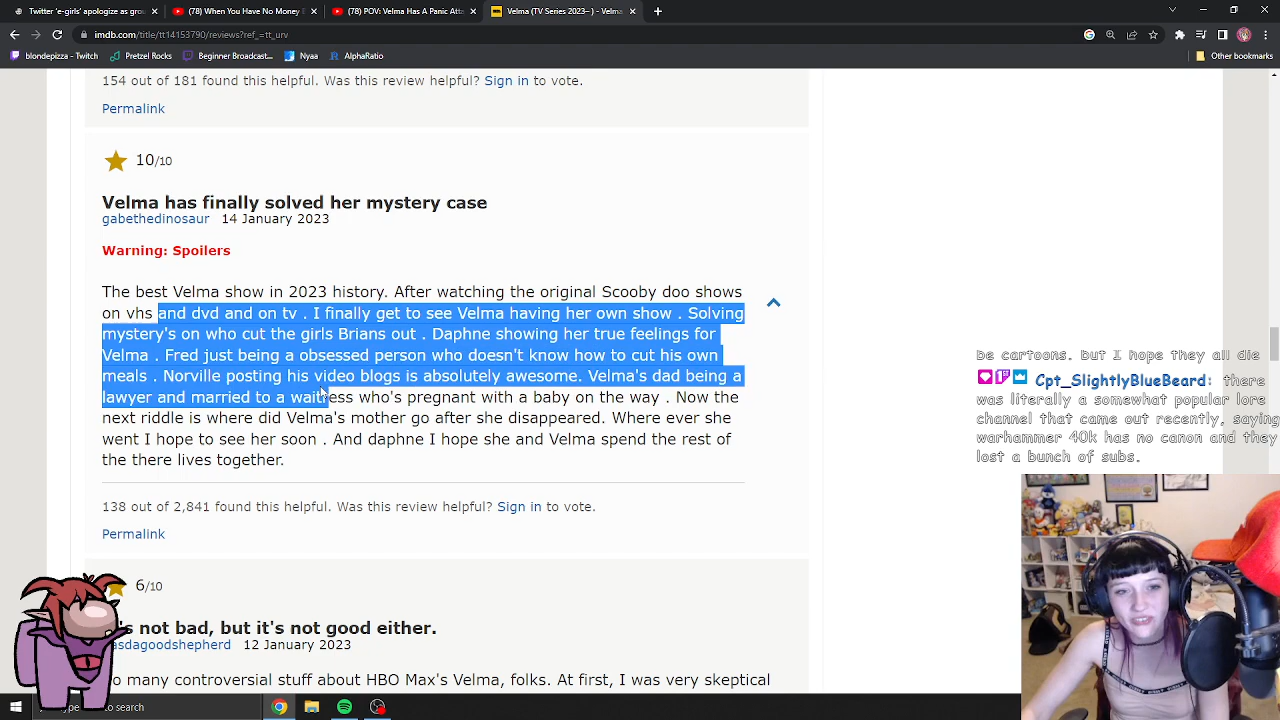 Twitter 'e-girls' apologize as grou
(78) When You Have No Money E
(78) POV: Velma Has A Panic Atta
Velma (TV Series 2023– ) - Velma
imdb.com/title/tt14153790/reviews?ref_=tt_urv
blondepizza - Twitch
Pretzel Rocks
Beginner Broadcast...
Nyaa
AlphaRatio
Other bookmarks
154 out of 181 found this helpful. Was this review helpful? Sign in to vote.
Permalink
10/10
Velma has finally solved her mystery case
gabethedinosaur 14 January 2023
Warning: Spoilers
The best Velma show in 2023 history. After watching the original Scooby doo shows
on vhs and dvd and on tv . I finally get to see Velma having her own show . Solving
mystery's on who cut the girls Brians out . Daphne showing her true feelings for
Velma . Fred just being a obsessed person who doesn't know how to cut his own
meals . Norville posting his video blogs is absolutely awesome. Velma's dad being a
lawyer and married to a waitress who's pregnant with a baby on the way . Now the
next riddle is where did Velma's mother go after she disappeared. Where ever she
went I hope to see her soon . And daphne I hope she and Velma spend the rest of
the there lives together.
138 out of 2,841 found this helpful. Was this review helpful? Sign in to vote.
Permalink
6/10
's not bad, but it's not good either.
asdagoodshepherd 12 January 2023
o many controversial stuff about HBO Max's Velma, folks. At first, I was very skeptical
be cartoons. but I hope they all die
Cpt_SlightlyBlueBeard: there
was literally a somewhat popular lore
channel that came out recently, saying
warhammer 40k has no canon and they
lost a bunch of subs.
to search